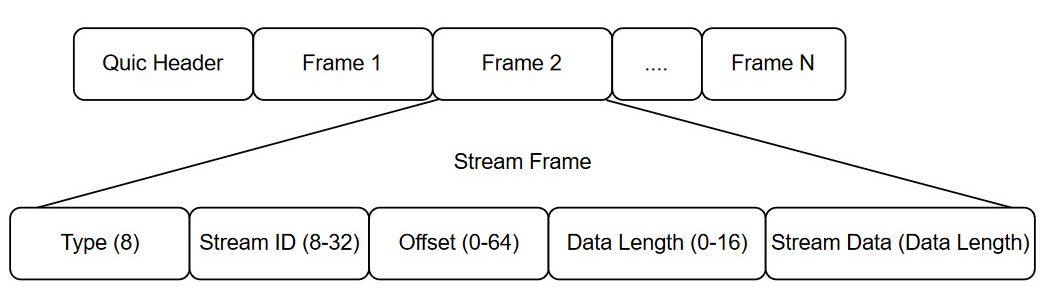 Quic Header
Frame 1
Frame 2
....
Frame N
Stream Frame
Type (8)
Stream ID (8-32)
Offset (0-64)
Data Length (0-16)
Stream Data (Data Length)